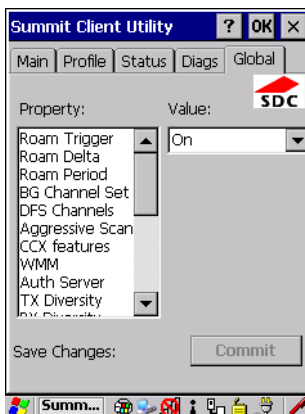 Summit Client Utility ? OK ×
Main Profile Status Diags Global
SDC
Property: Value:
Roam Trigger On
Roam Delta
Roam Period
BG Channel Set
DFS Channels
Aggressive Scan
CCX features
WMM
Auth Server
TX Diversity
Save Changes: Commit
Summ...